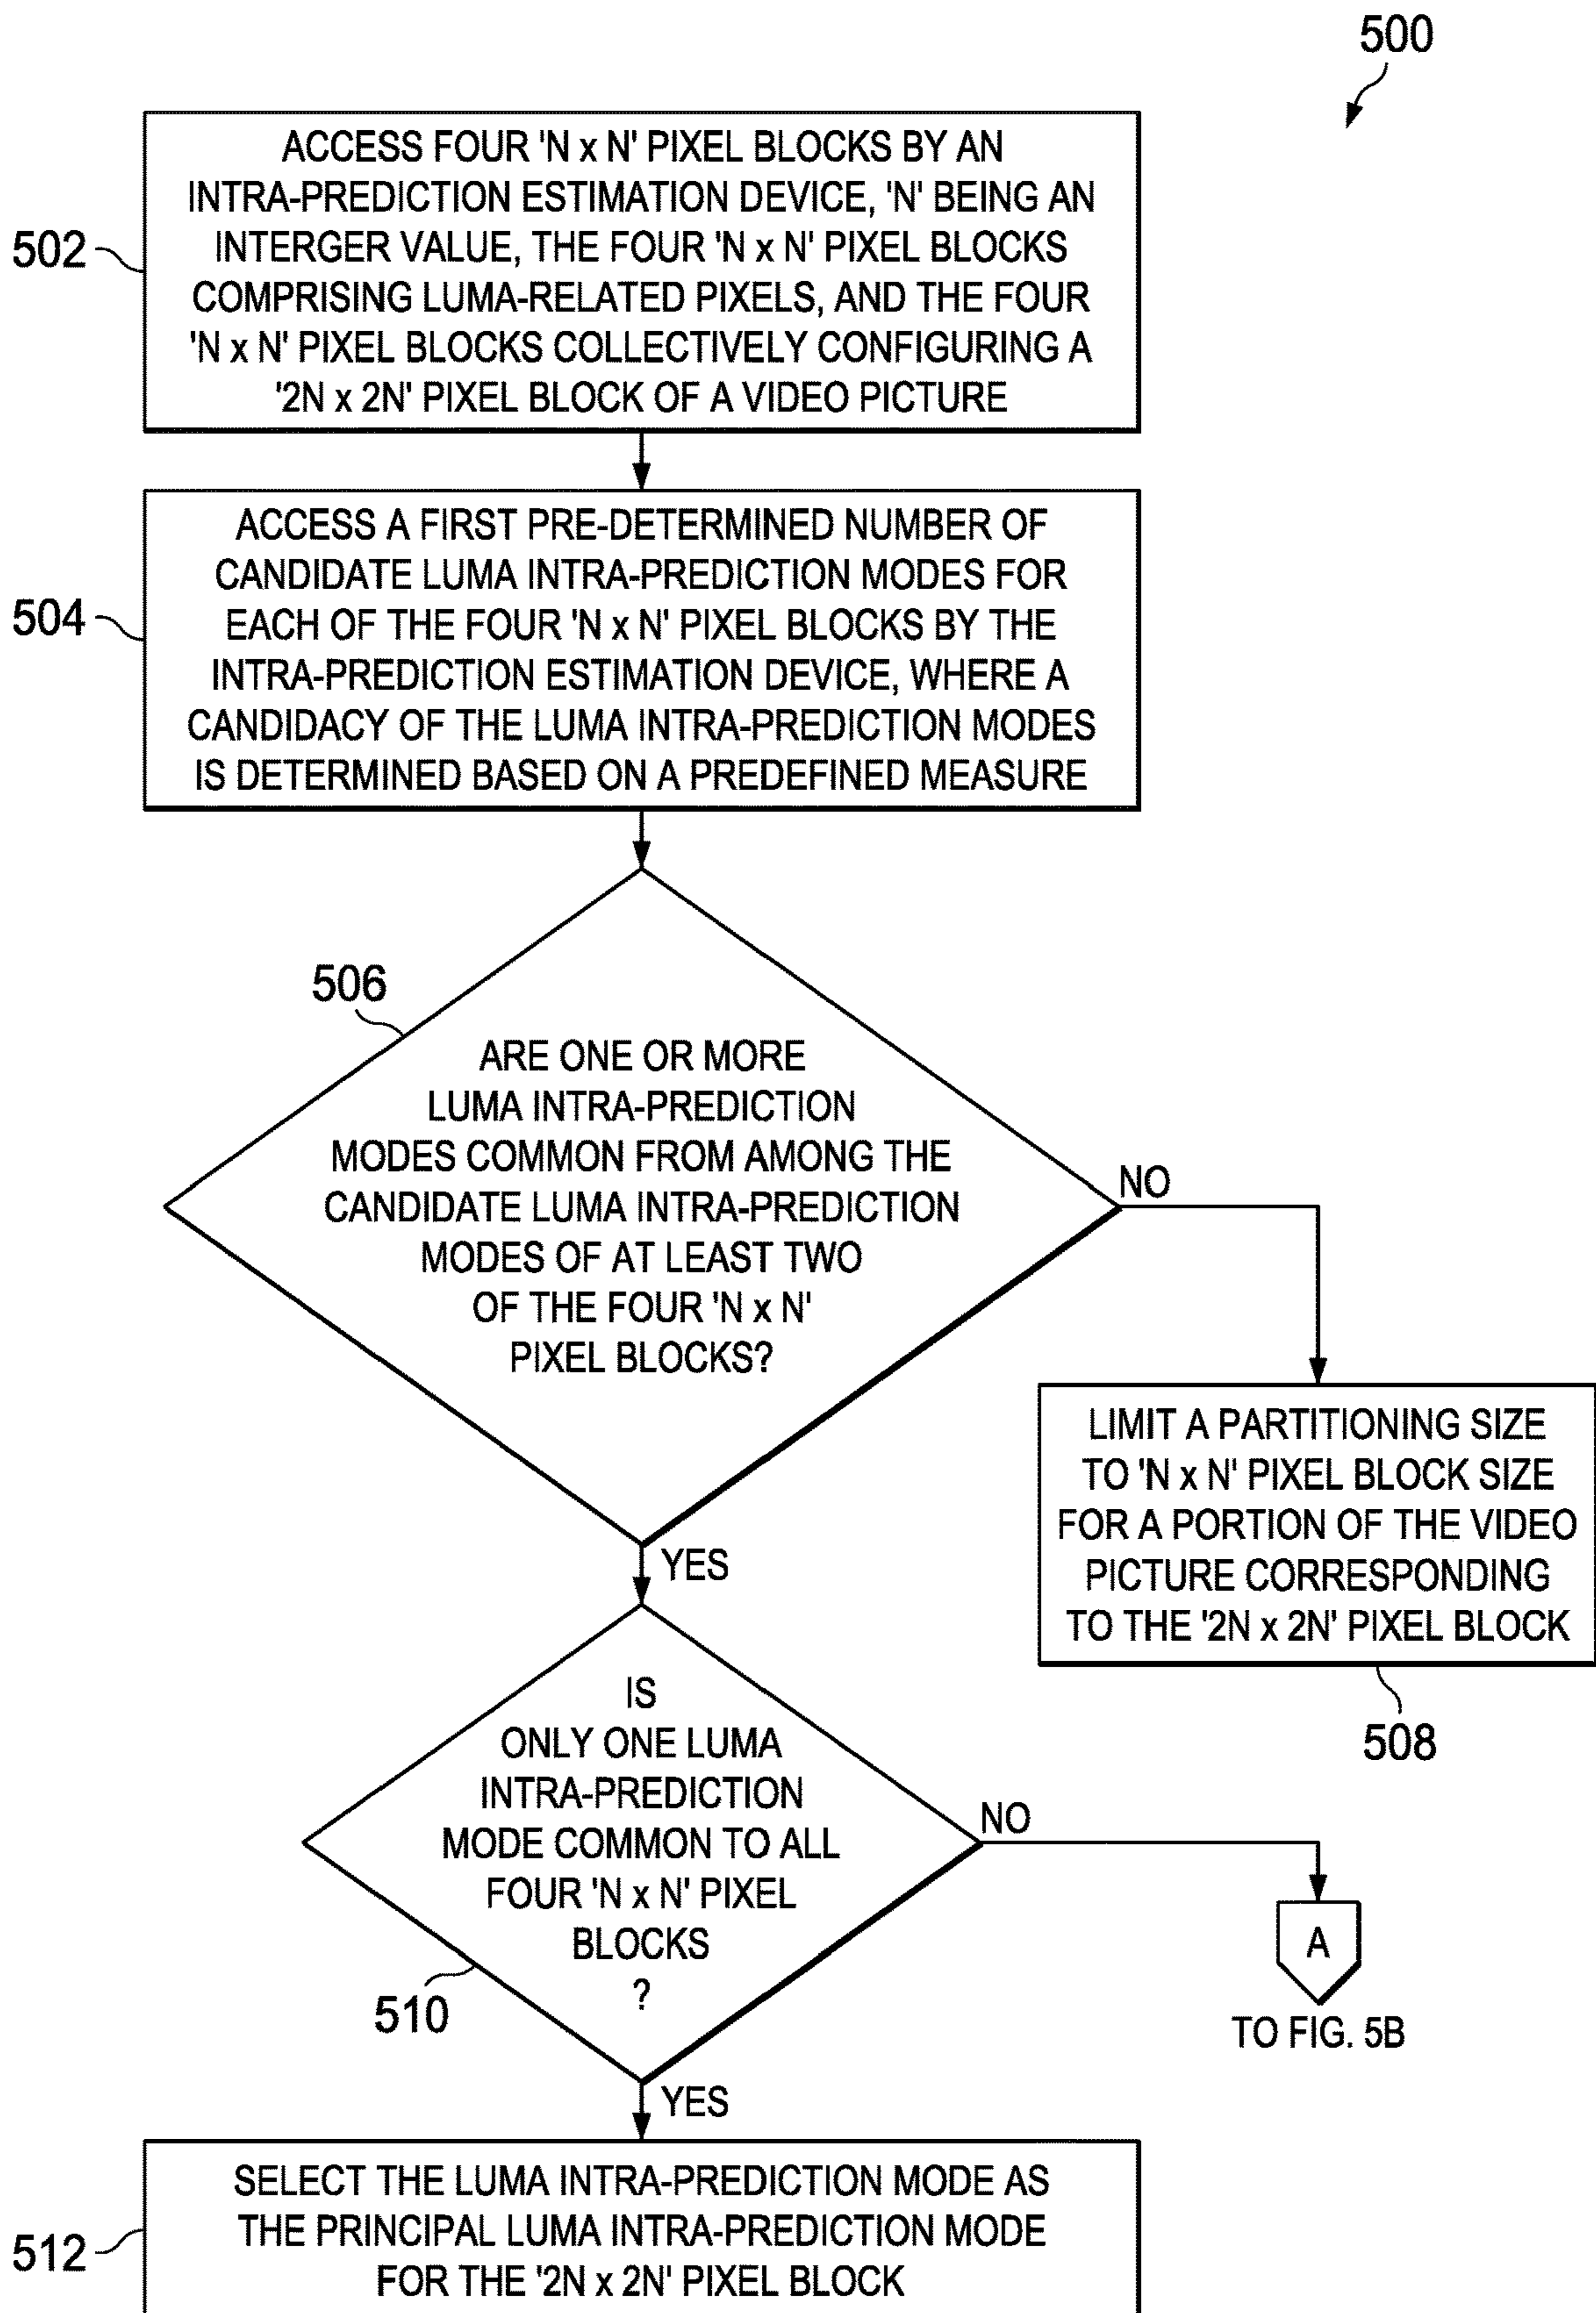 500
502
ACCESS FOUR 'N x N' PIXEL BLOCKS BY AN
INTRA-PREDICTION ESTIMATION DEVICE, 'N' BEING AN
INTERGER VALUE, THE FOUR 'N x N' PIXEL BLOCKS
COMPRISING LUMA-RELATED PIXELS, AND THE FOUR
'N x N' PIXEL BLOCKS COLLECTIVELY CONFIGURING A
'2N x 2N' PIXEL BLOCK OF A VIDEO PICTURE
504
ACCESS A FIRST PRE-DETERMINED NUMBER OF
CANDIDATE LUMA INTRA-PREDICTION MODES FOR
EACH OF THE FOUR 'N x N' PIXEL BLOCKS BY THE
INTRA-PREDICTION ESTIMATION DEVICE, WHERE A
CANDIDACY OF THE LUMA INTRA-PREDICTION MODES
IS DETERMINED BASED ON A PREDEFINED MEASURE
506
ARE ONE OR MORE
LUMA INTRA-PREDICTION
MODES COMMON FROM AMONG THE
CANDIDATE LUMA INTRA-PREDICTION
MODES OF AT LEAST TWO
OF THE FOUR 'N x N'
PIXEL BLOCKS?
NO
LIMIT A PARTITIONING SIZE
TO 'N x N' PIXEL BLOCK SIZE
FOR A PORTION OF THE VIDEO
PICTURE CORRESPONDING
TO THE '2N x 2N' PIXEL BLOCK
508
YES
IS
ONLY ONE LUMA
INTRA-PREDICTION
MODE COMMON TO ALL
FOUR 'N x N' PIXEL
BLOCKS
?
510
NO
A
TO FIG. 5B
YES
512
SELECT THE LUMA INTRA-PREDICTION MODE AS
THE PRINCIPAL LUMA INTRA-PREDICTION MODE
FOR THE '2N x 2N' PIXEL BLOCK